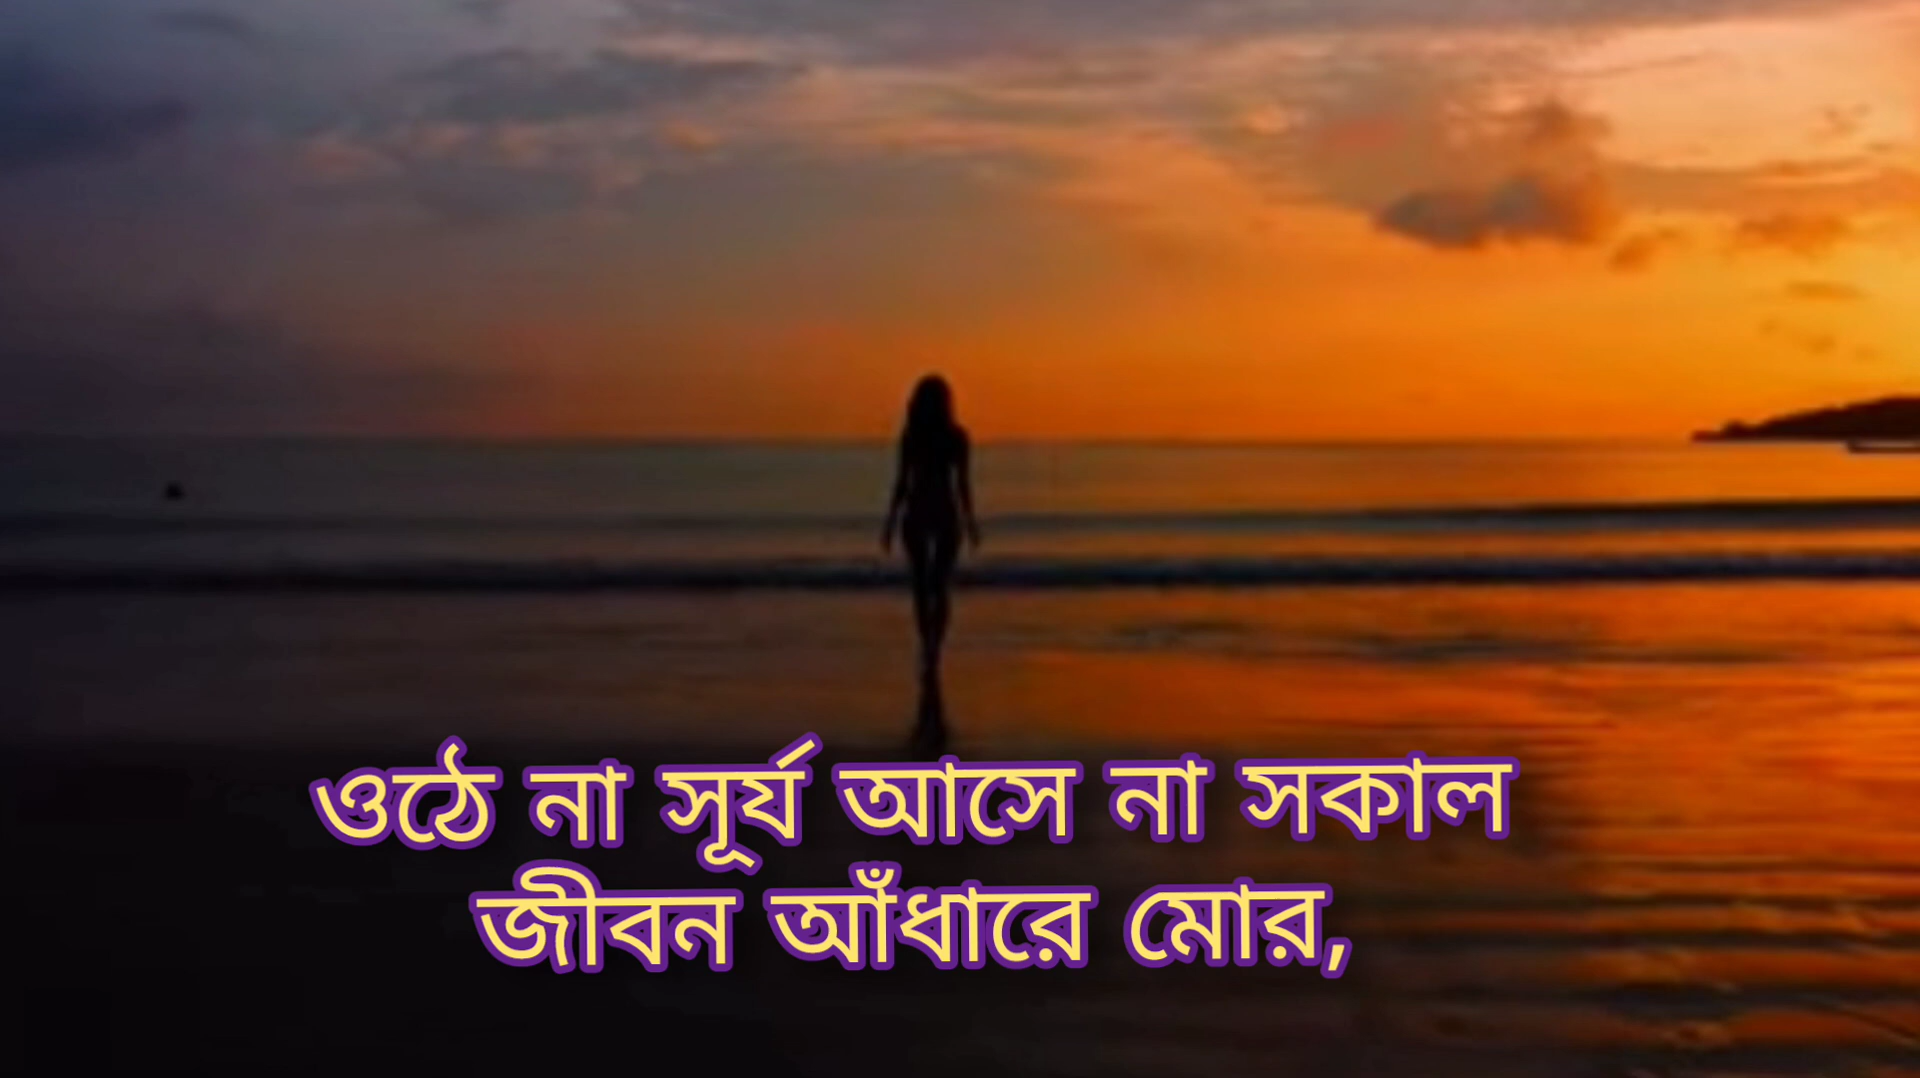 ওঠে না সূর্য আসে না সকাল
জীবন আঁধারে মোর,